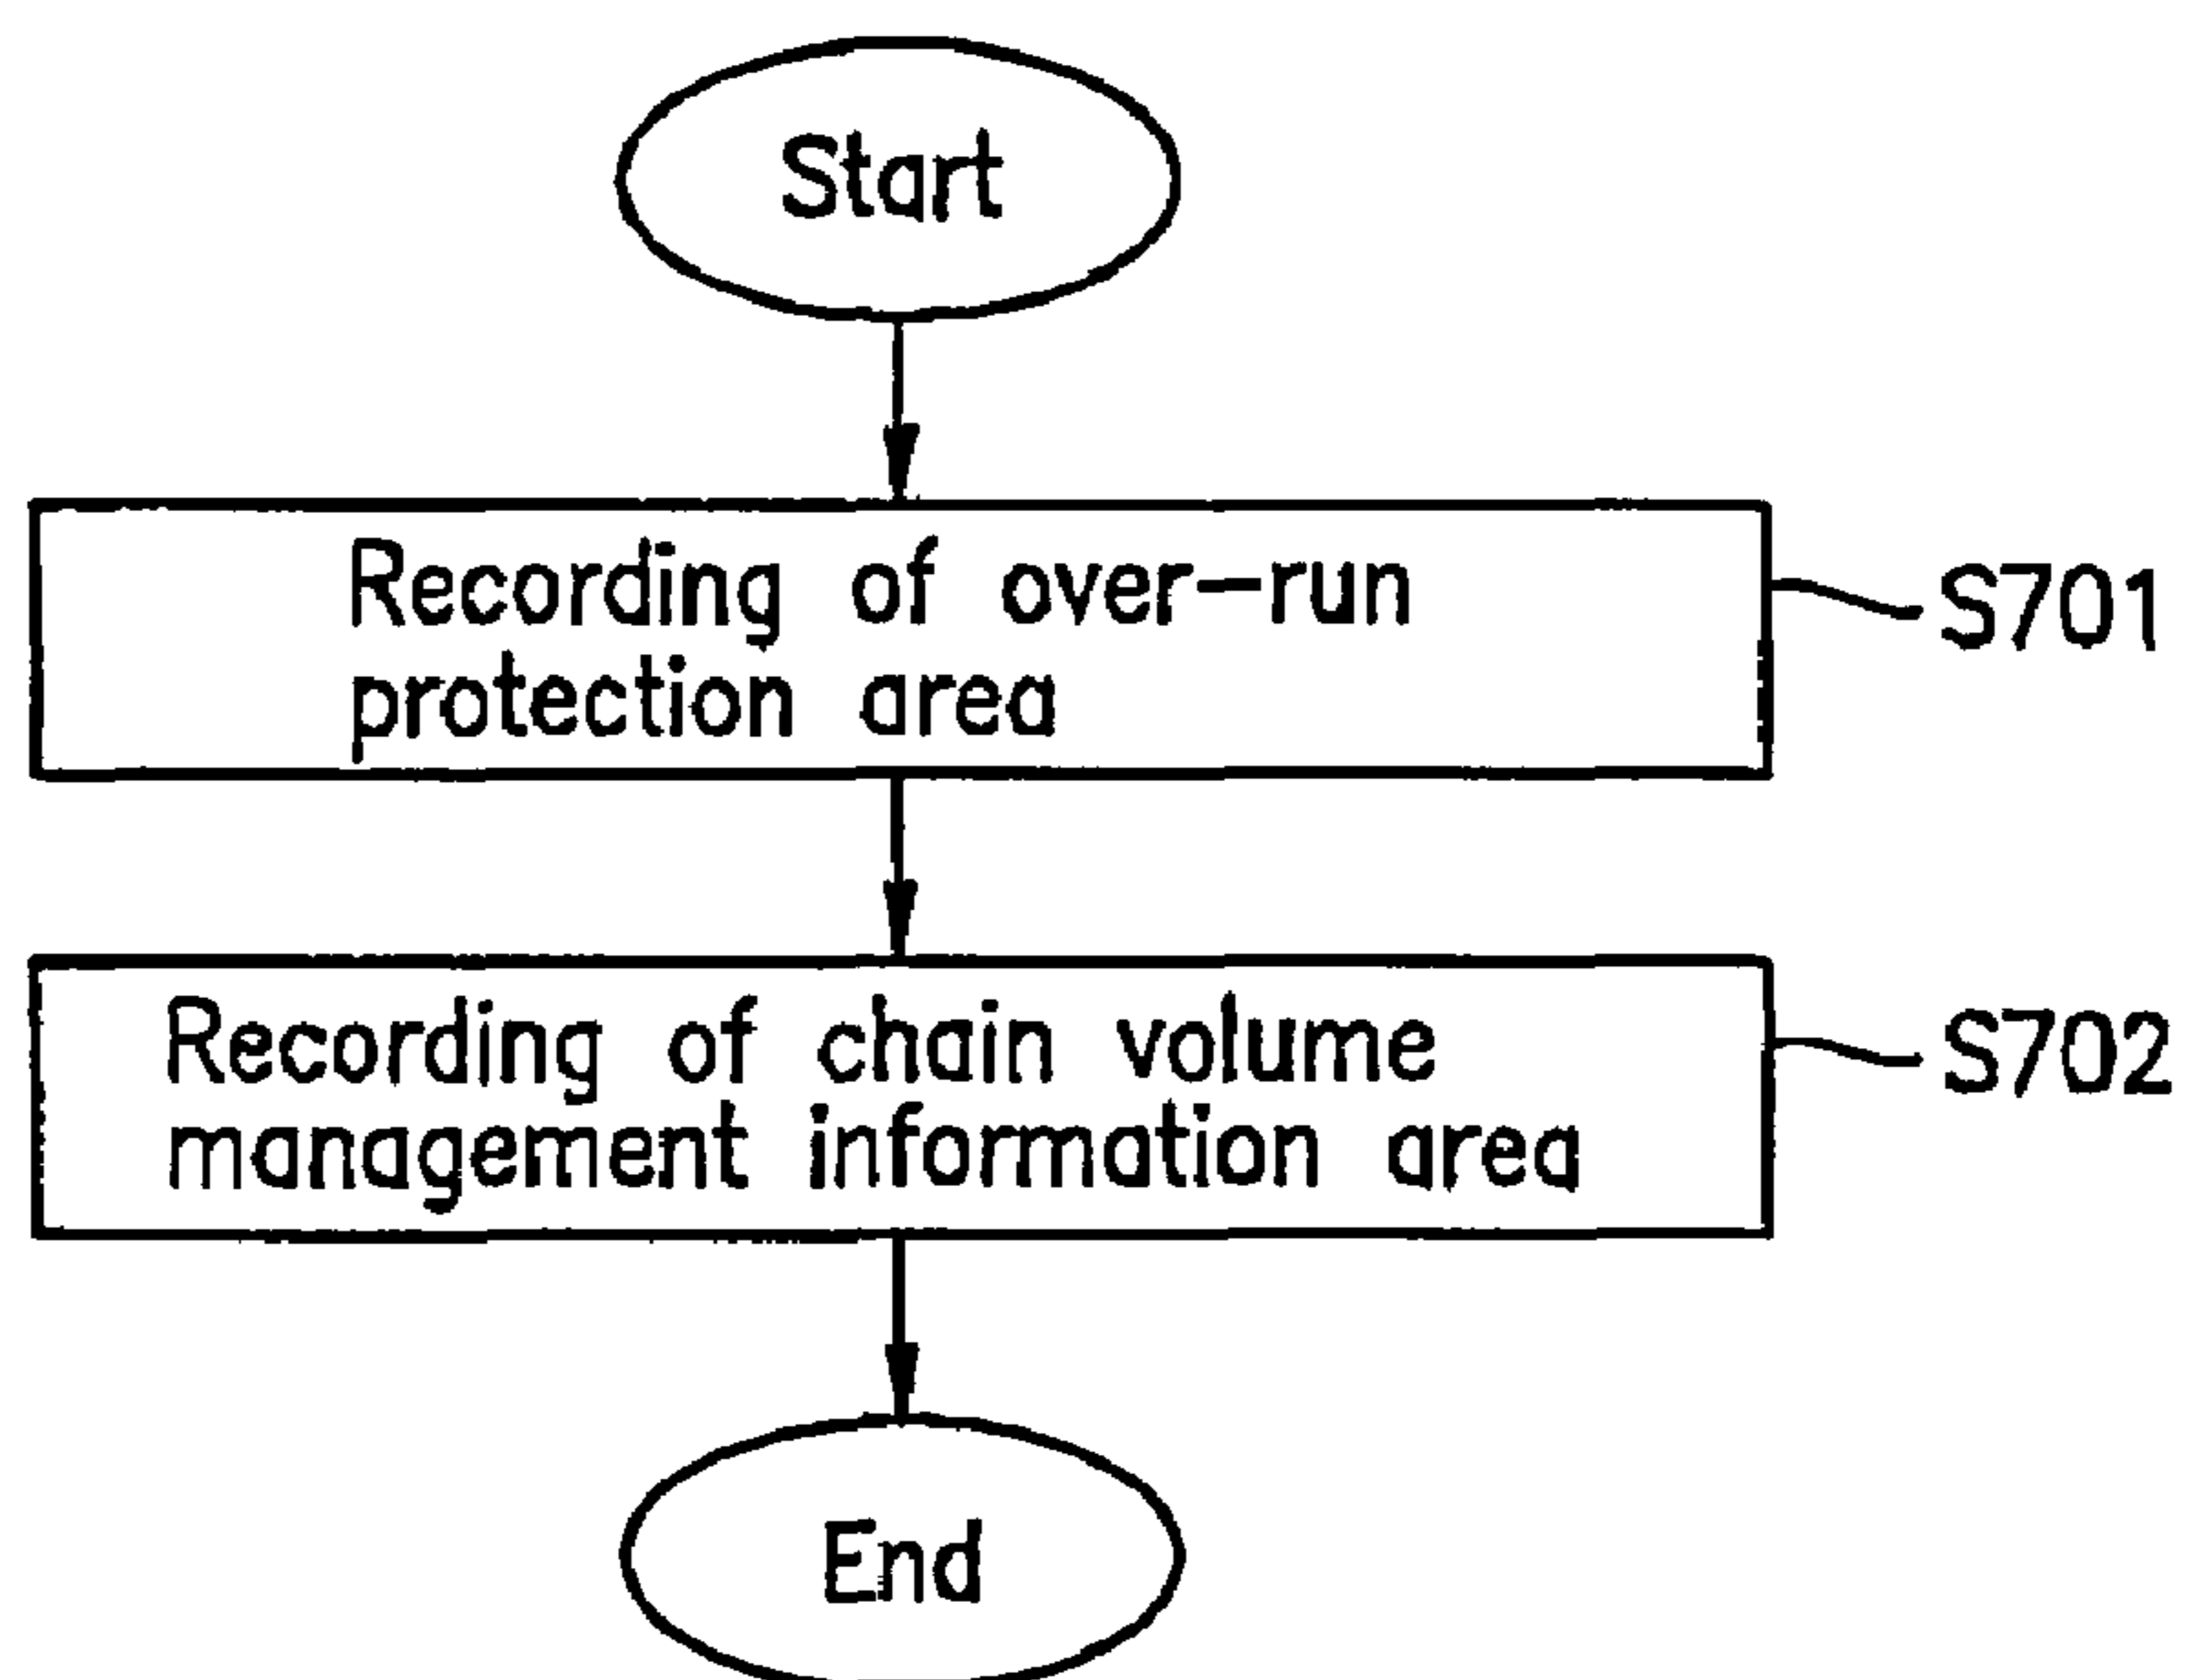 Start
Recording of over-run
protection area
S701
Recording of chain volume
management information area
S702
End